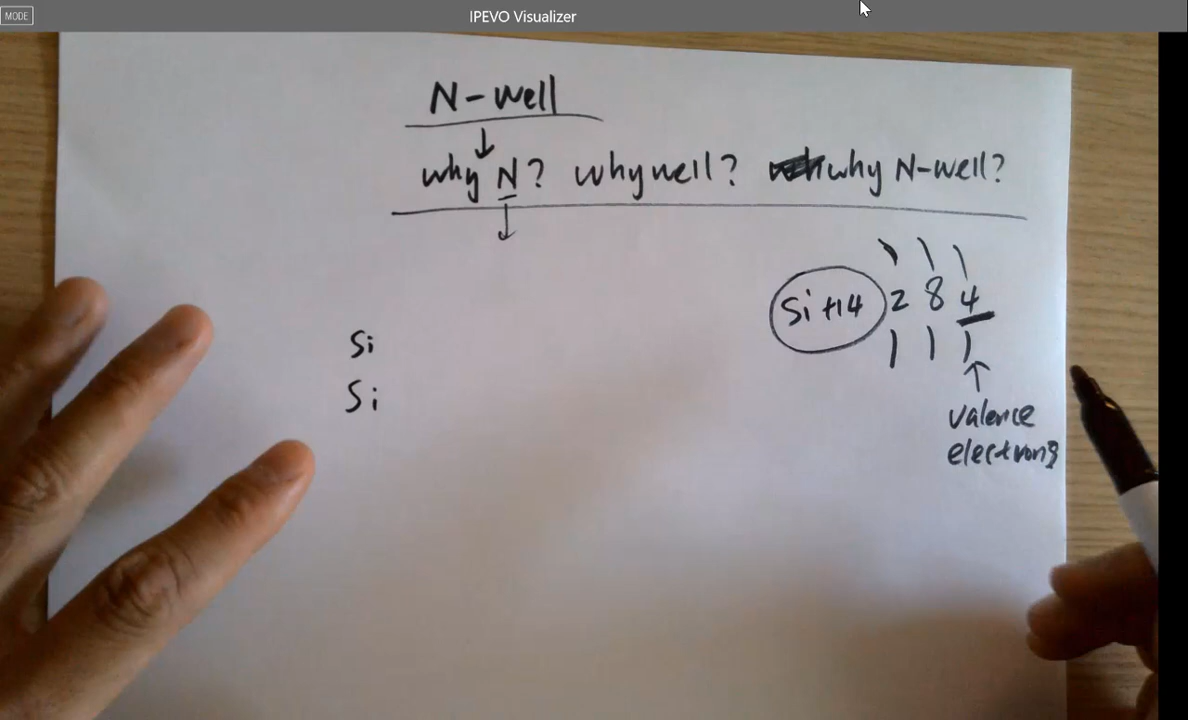 MODE
IPEVO Visualizer
N-well
why N? why well? why N-well?
Si +14 2 8 4
Si
Si
valence
electrons